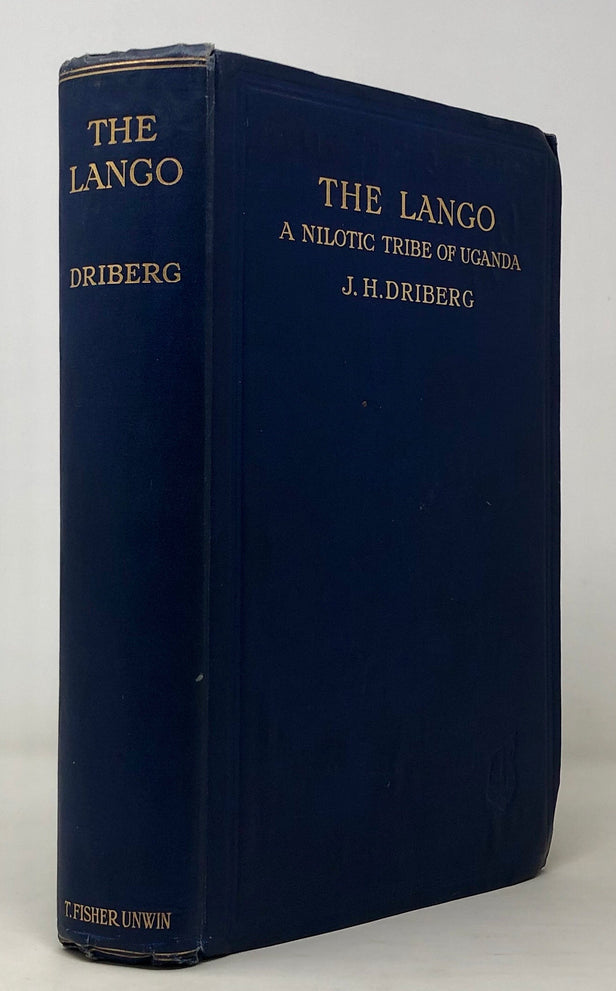 THE
LANGO
DRIBERG
T. FISHER UNWIN
THE LANGO
A NILOTIC TRIBE OF UGANDA
J. H. DRIBERG